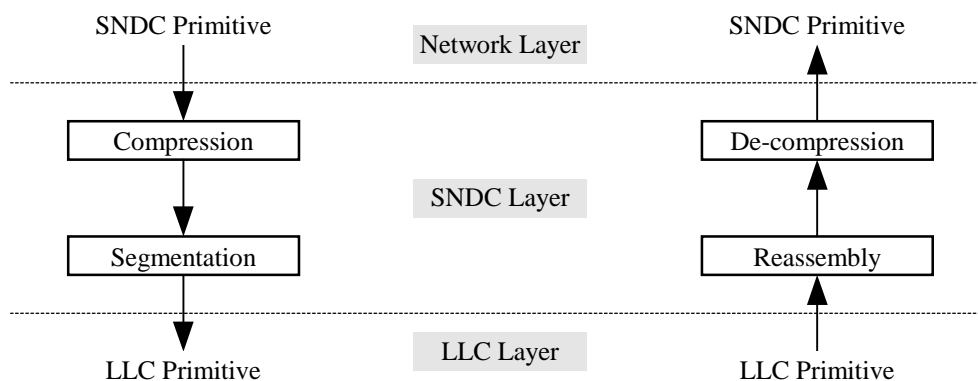 SNDC Primitive
Network Layer
SNDC Primitive
Compression
De-compression
SNDC Layer
Segmentation
Reassembly
LLC Layer
LLC Primitive
LLC Primitive